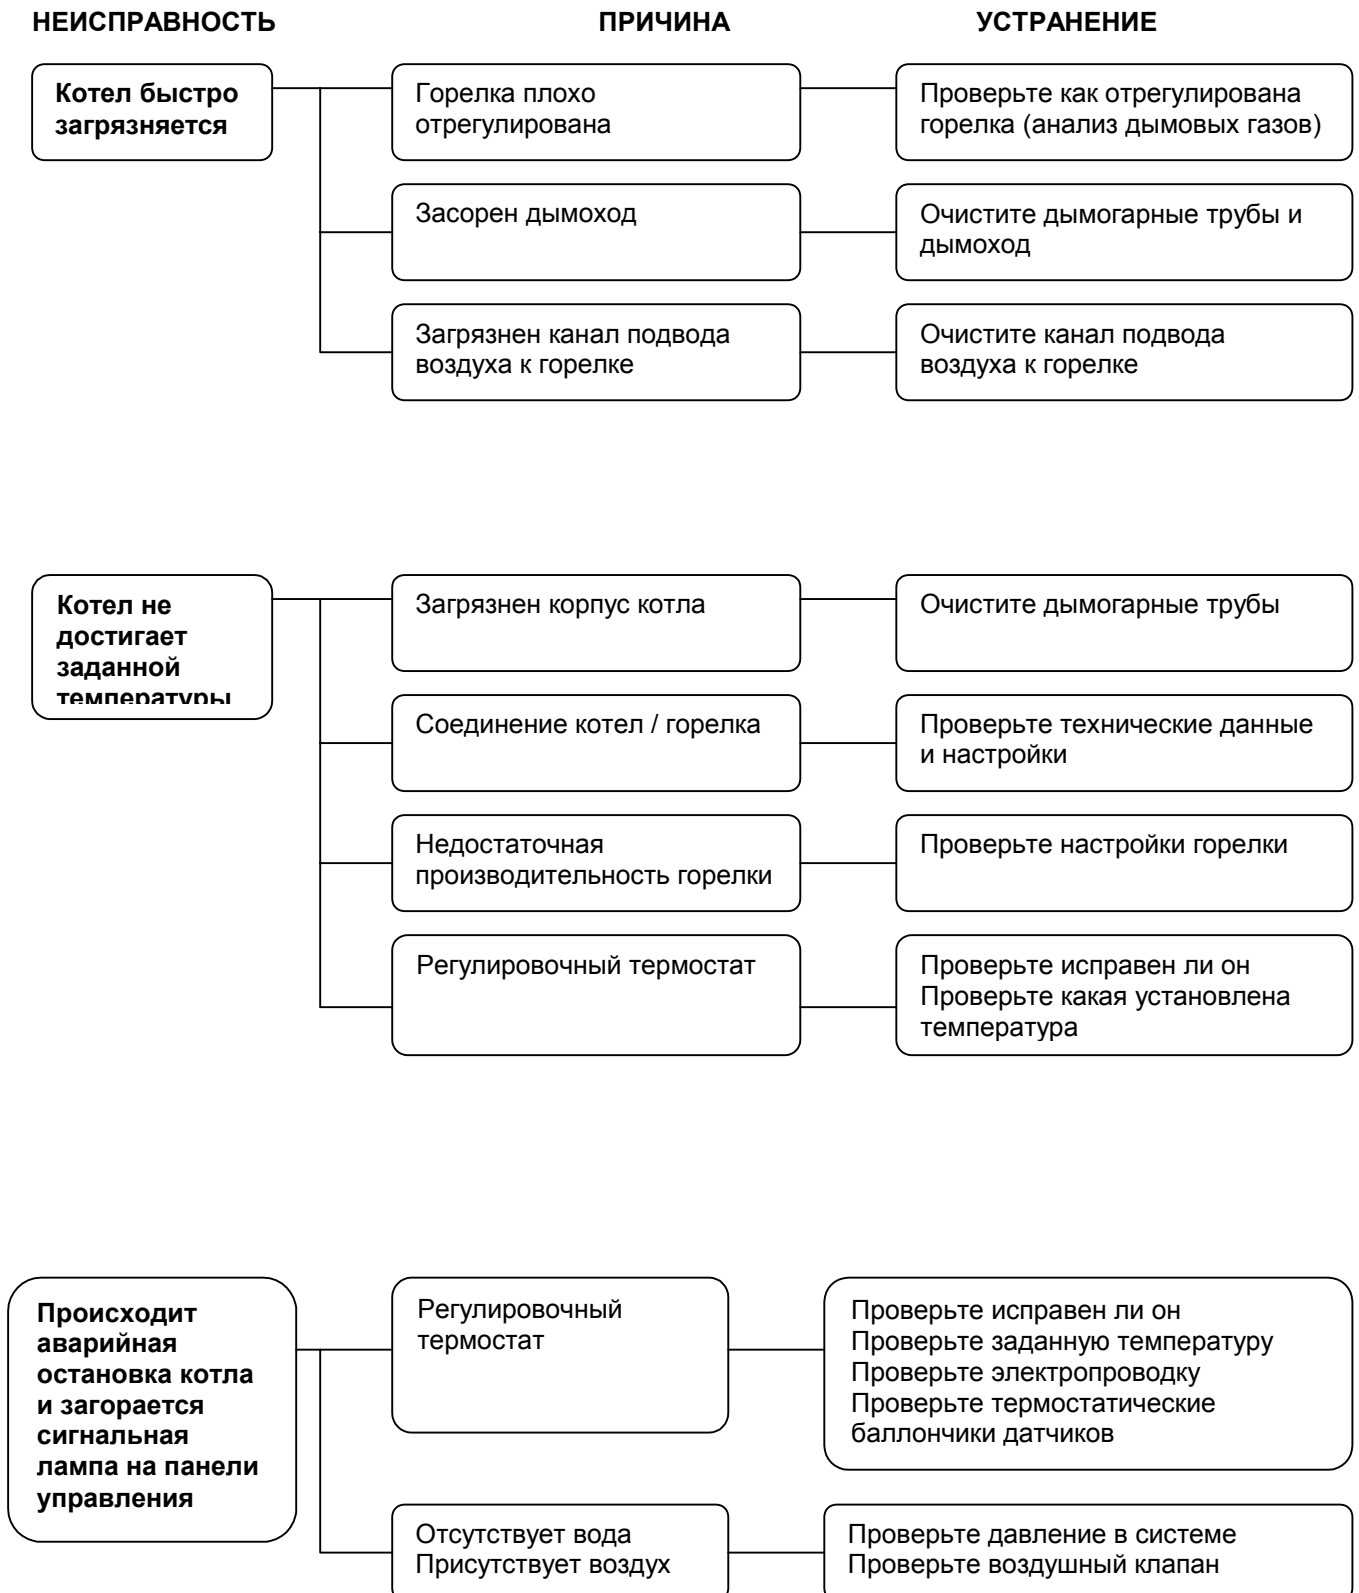 НЕИСПРАВНОСТЬ ПРИЧИНА УСТРАНЕНИЕ
Котел быстро
загрязняется
Горелка плохо
отрегулирована
Проверьте как отрегулирована
горелка (анализ дымовых газов)
Засорен дымоход
Очистите дымогарные трубы и
дымоход
Загрязнен канал подвода
воздуха к горелке
Очистите канал подвода
воздуха к горелке
Котел не
достигает
заданной
температуры
Загрязнен корпус котла
Очистите дымогарные трубы
Соединение котел / горелка
Проверьте технические данные
и настройки
Недостаточная
производительность горелки
Проверьте настройки горелки
Регулировочный термостат
Проверьте исправен ли он
Проверьте какая установлена
температура
Происходит
аварийная
остановка котла
и загорается
сигнальная
лампа на панели
управления
Регулировочный
термостат
Проверьте исправен ли он
Проверьте заданную температуру
Проверьте электропроводку
Проверьте термостатические
баллончики датчиков
Отсутствует вода
Присутствует воздух
Проверьте давление в системе
Проверьте воздушный клапан